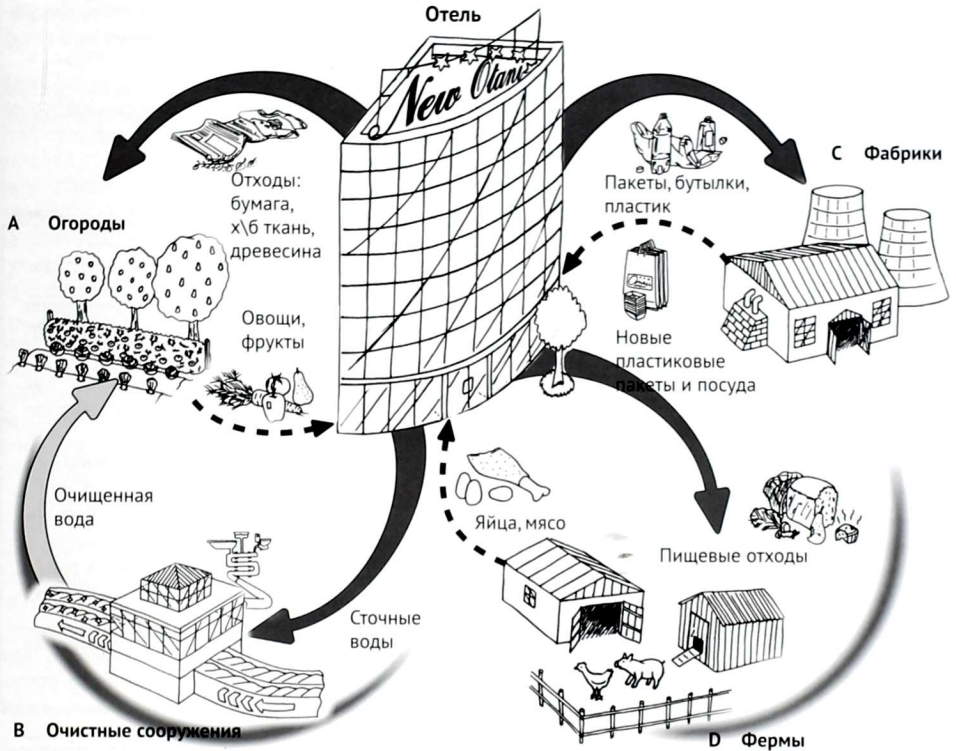 Отель
New Otani
Отходы:
бумага,
х\б ткань,
древесина
Пакеты, бутылки,
пластик
C Фабрики
A Огороды
Овощи,
фрукты
Новые
пластиковые
пакеты и посуда
Очищенная
вода
Яйца, мясо
Пищевые отходы
Сточные
воды
B Очистные сооружения
D Фермы